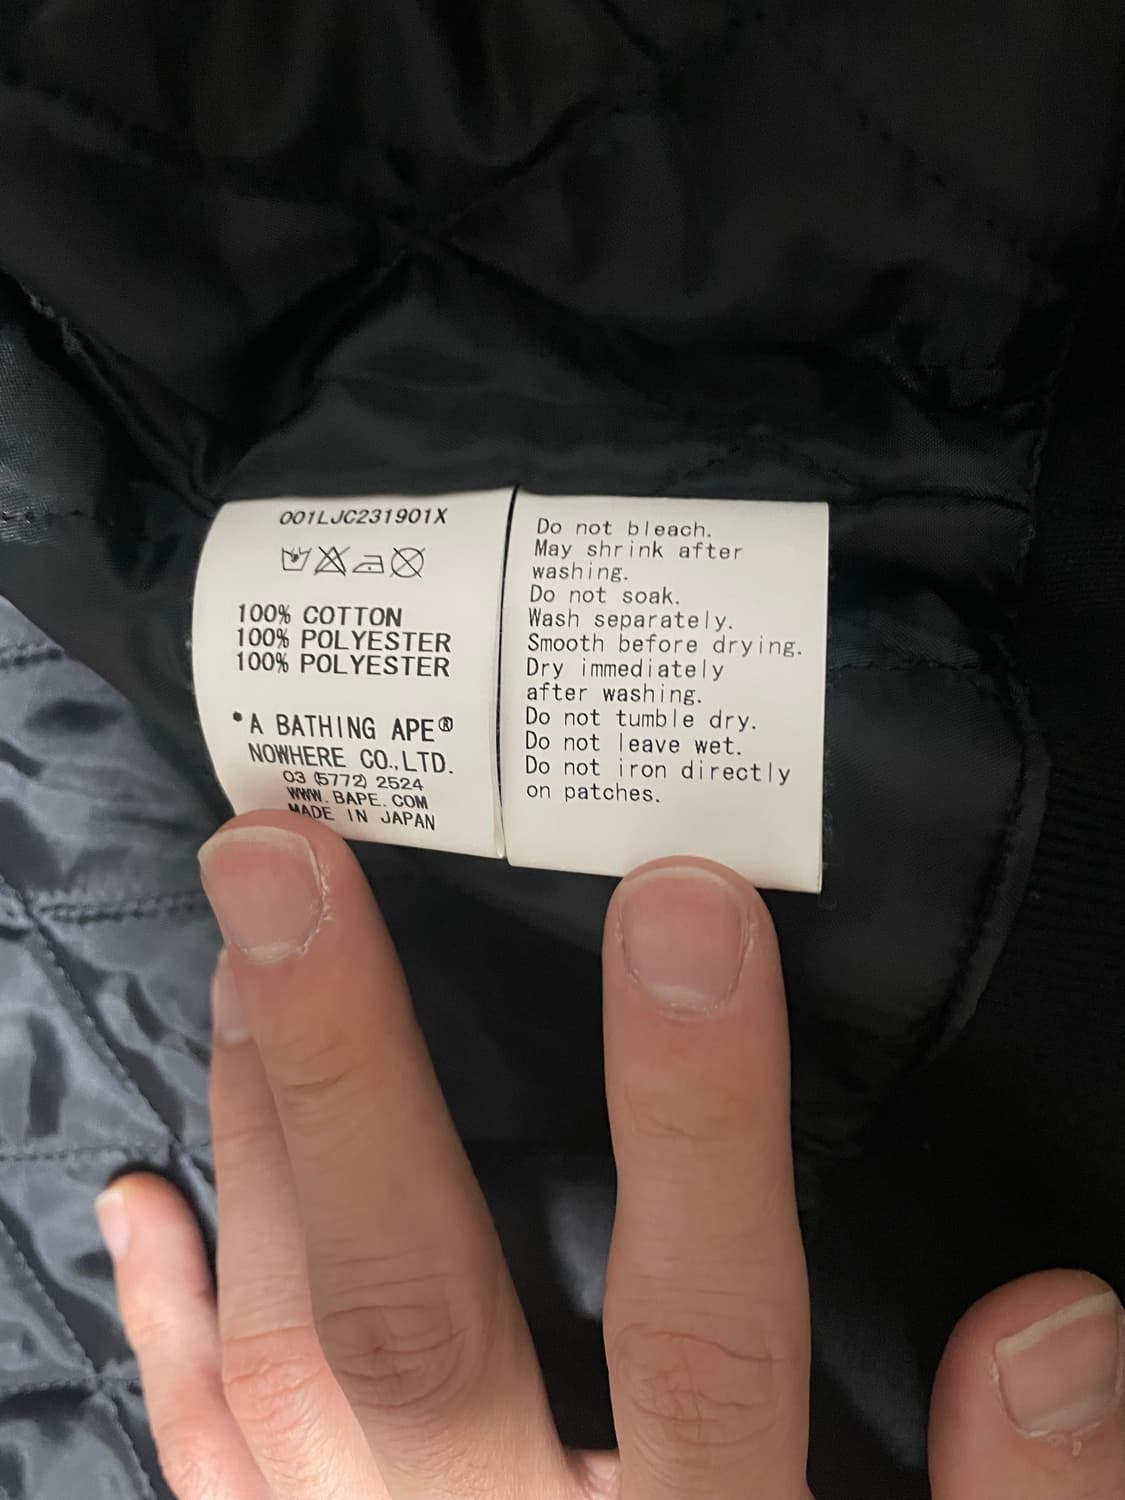 001LJC231901X
100% COTTON
100% POLYESTER
100% POLYESTER
*A BATHING APE®
NOWHERE CO.,LTD.
03 (5772) 2524
WWW.BAPE.COM
MADE IN JAPAN
Do not bleach.
May shrink after
washing.
Do not soak.
Wash separately.
Smooth before drying.
Dry immediately
after washing.
Do not tumble dry.
Do not leave wet.
Do not iron directly
on patches.